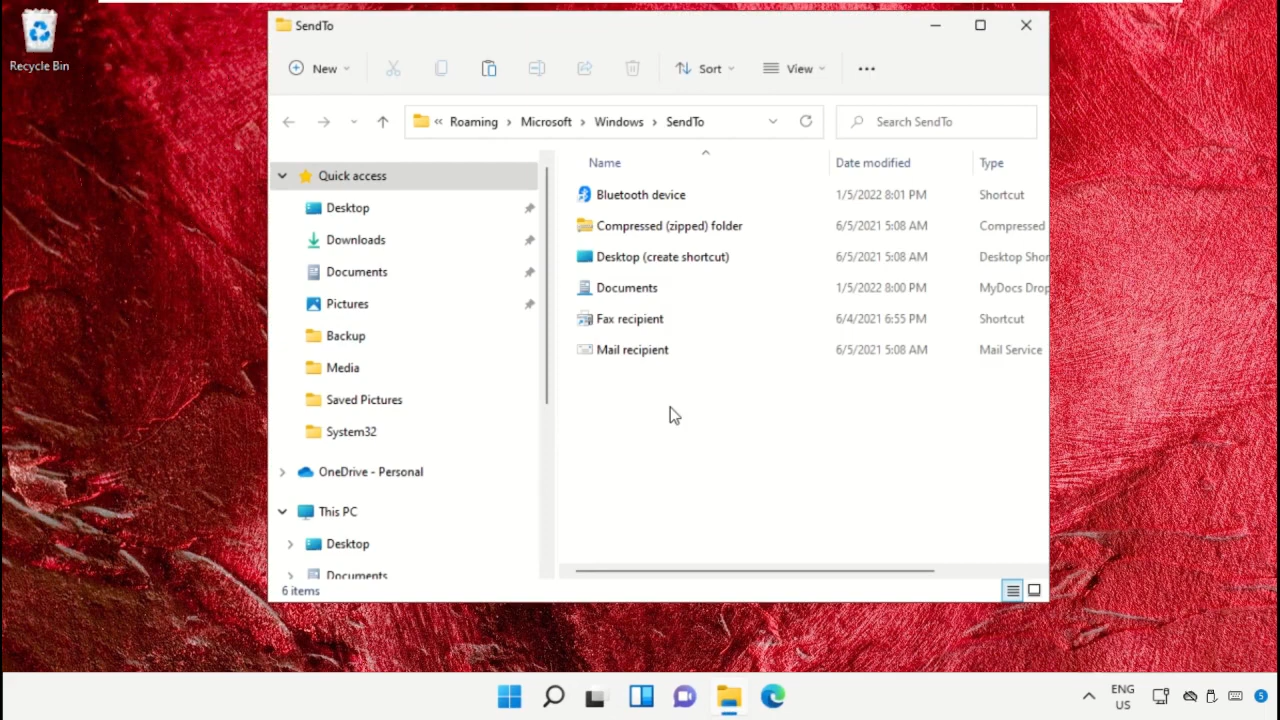 Recycle Bin
SendTo
New
Sort
View
« Roaming > Microsoft > Windows > SendTo
Search SendTo
Name
Date modified
Type
Quick access
Desktop
Downloads
Documents
Pictures
Backup
Media
Saved Pictures
System32
OneDrive - Personal
This PC
Desktop
Documents
Bluetooth device 1/5/2022 8:01 PM Shortcut
Compressed (zipped) folder 6/5/2021 5:08 AM Compressed
Desktop (create shortcut) 6/5/2021 5:08 AM Desktop Shor
Documents 1/5/2022 8:00 PM MyDocs Drop
Fax recipient 6/4/2021 6:55 PM Shortcut
Mail recipient 6/5/2021 5:08 AM Mail Service
6 items
ENG
US
5